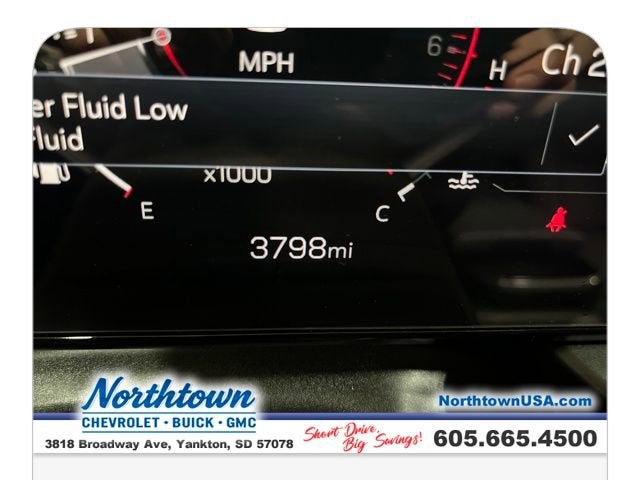 MPH
6
H
Ch 2
er Fluid Low
Fluid
x1000
E
C
3798mi
Northtown
CHEVROLET • BUICK • GMC
3818 Broadway Ave, Yankton, SD 57078
Short Drive,
Big Savings!
NorthtownUSA.com
605.665.4500